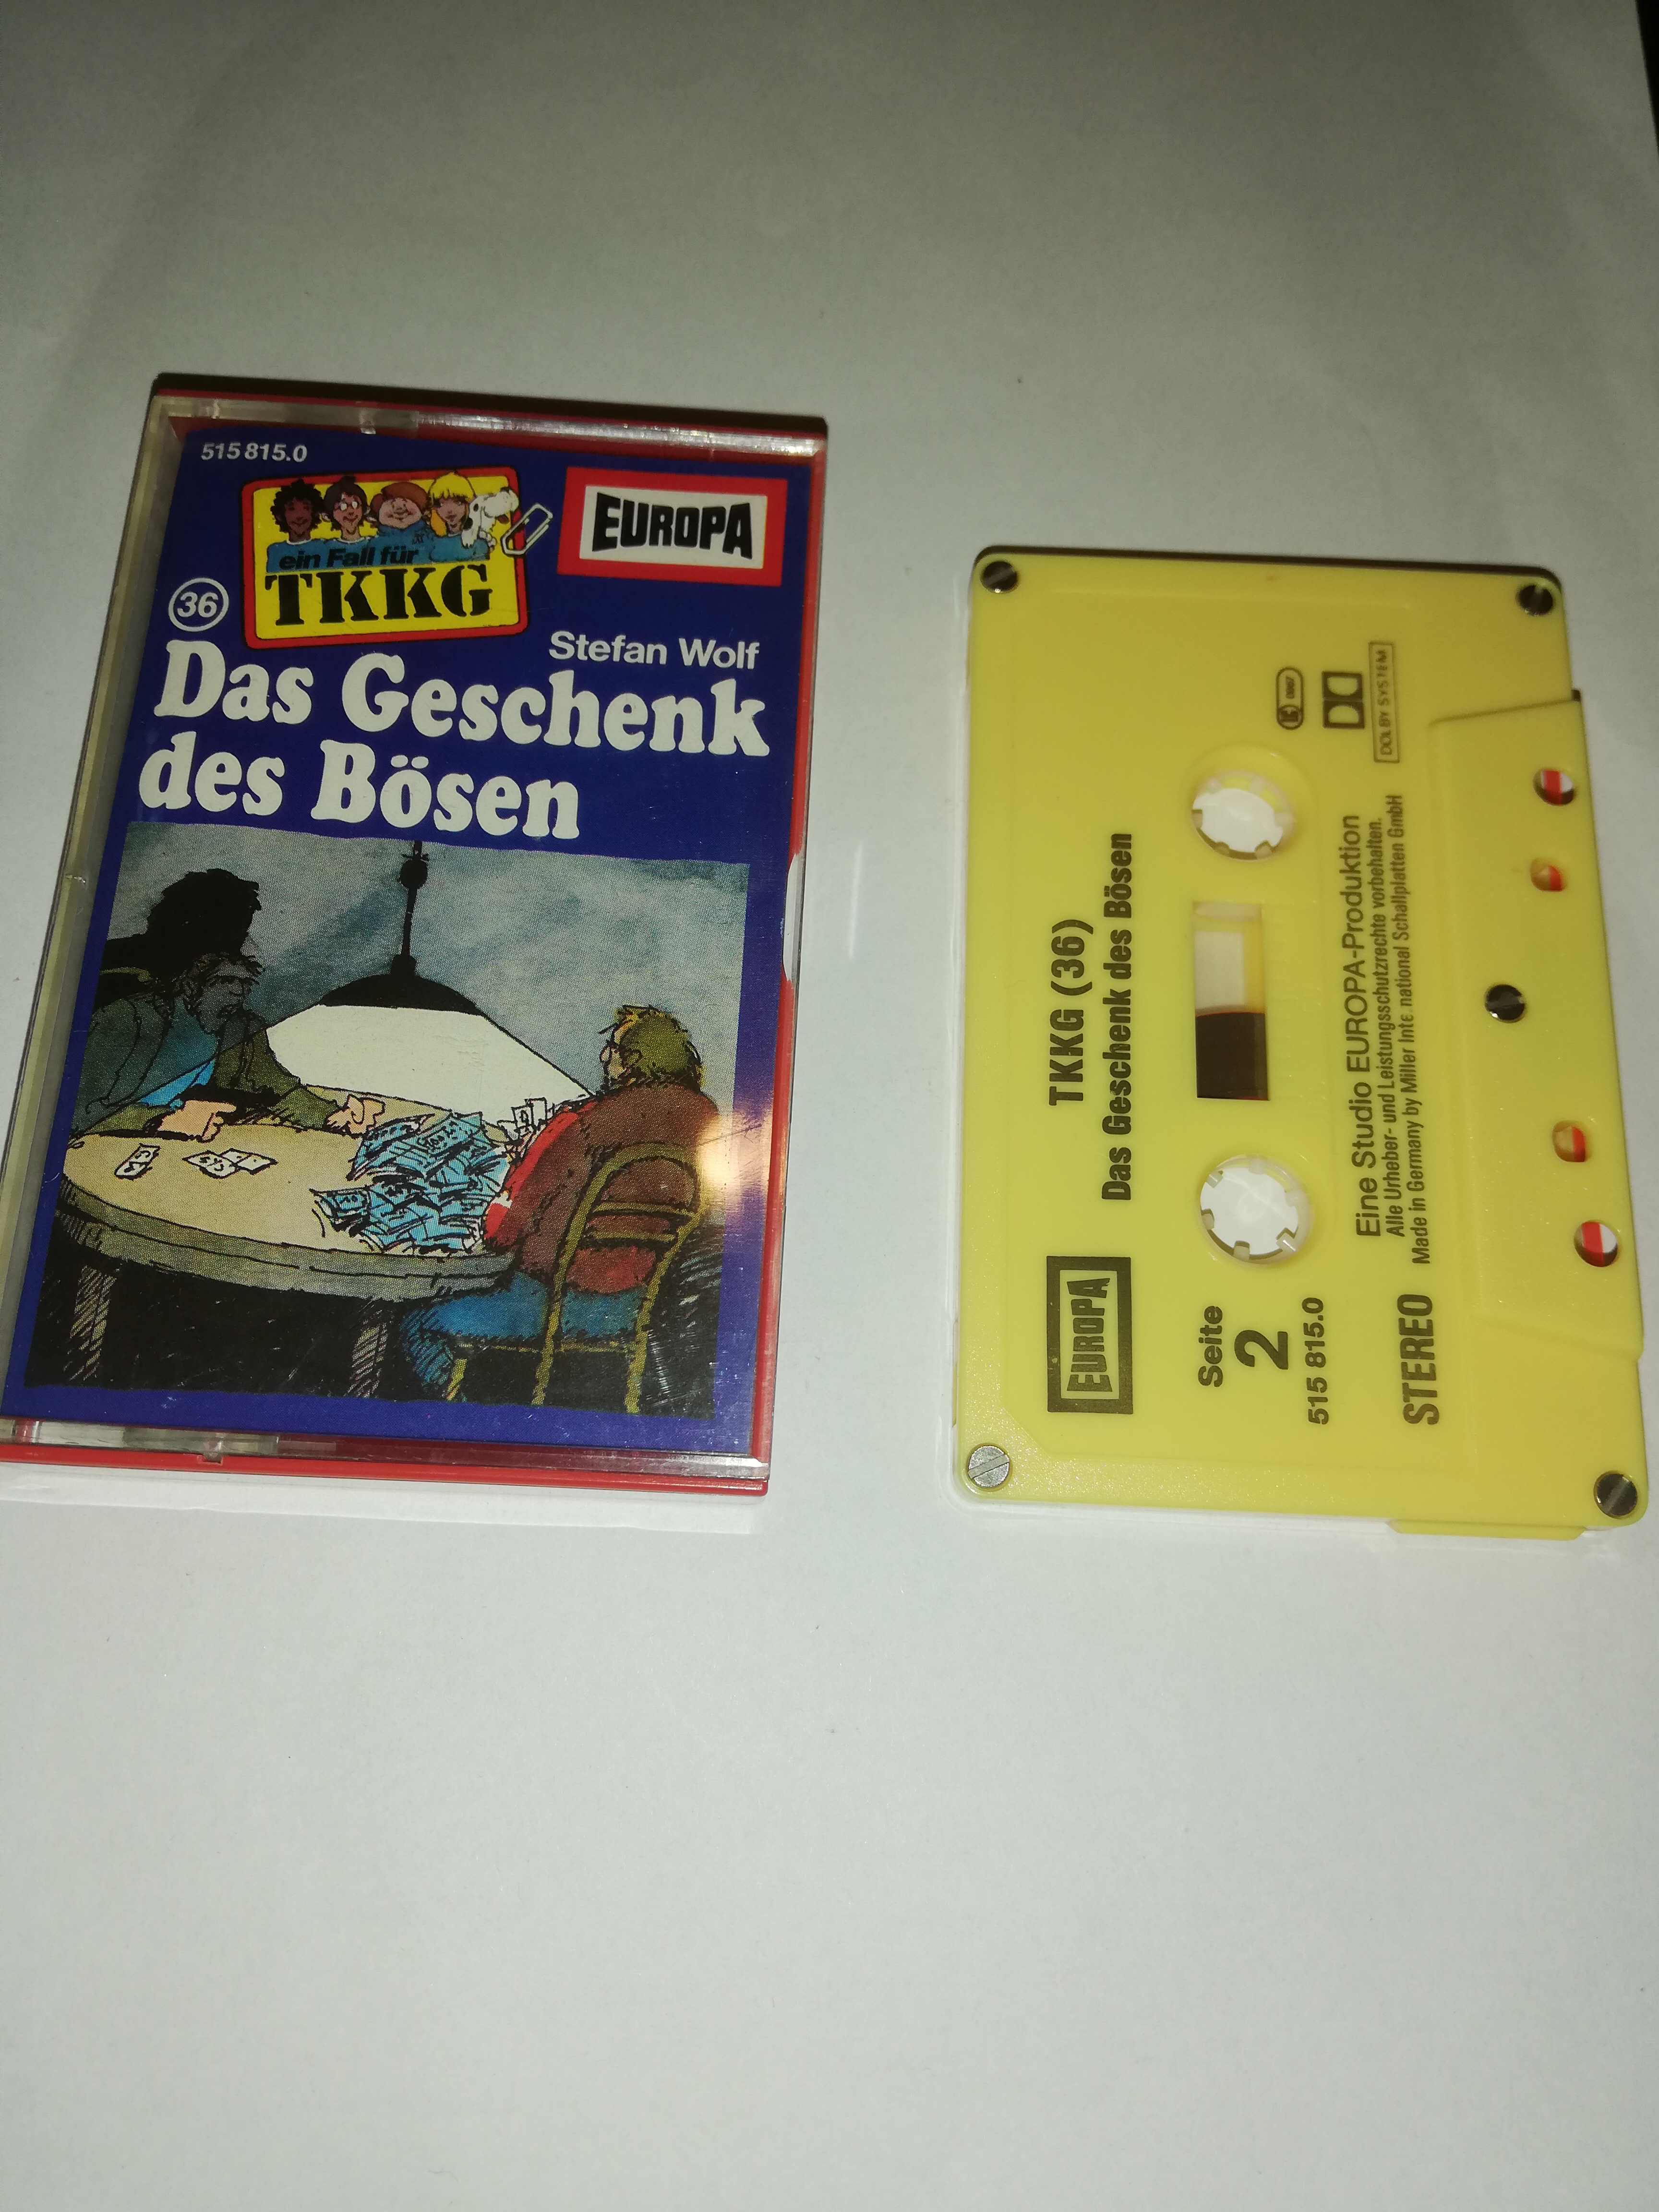 515 815.0
ein Fall für
TKKG
EUROPA
36
Stefan Wolf
Das Geschenk
des Bösen
TKKG (36)
Das Geschenk des Bösen
EUROPA
Seite
2
515 815.0
STEREO
LC 0967
DOLBY SYSTEM
Eine Studio EUROPA-Produktion
Alle Urheber- und Leistungsschutzrechte vorbehalten.
Made in Germany by Miller International Schallplatten GmbH